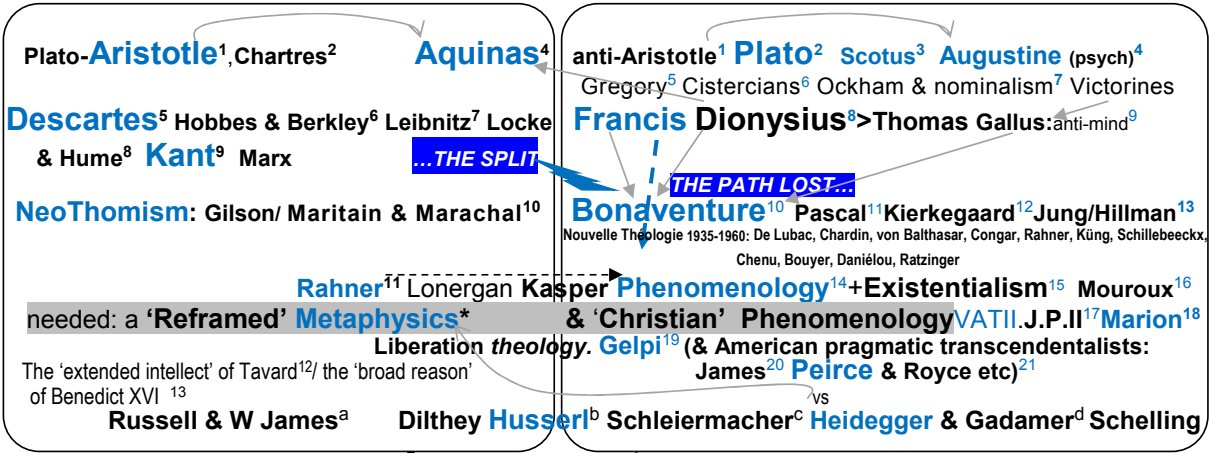 Plato-Aristotle¹,Chartres² Aquinas⁴
Descartes⁵ Hobbes & Berkley⁶ Leibnitz⁷ Locke
& Hume⁸ Kant⁹ Marx
...THE SPLIT
NeoThomism: Gilson/ Maritain & Marachal¹⁰
anti-Aristotle¹ Plato² Scotus³ Augustine (psych)⁴
Gregory⁵ Cistercians⁶ Ockham & nominalism⁷ Victorines
Francis Dionysius⁸>Thomas Gallus:anti-mind⁹
THE PATH LOST...
Bonaventure¹⁰ Pascal¹¹Kierkegaard¹²Jung/Hillman¹³
Nouvelle Théologie 1935-1960: De Lubac, Chardin, von Balthasar, Congar, Rahner, Küng, Schillebeeckx,
Chenu, Bouyer, Daniélou, Ratzinger
Rahner¹¹ Lonergan Kasper Phenomenology¹⁴+Existentialism¹⁵ Mouroux¹⁶
needed: a ‘Reframed’ Metaphysics* & ‘Christian’ Phenomenology VATII.J.P.II¹⁷Marion¹⁸
Liberation theology. Gelpi¹⁹ (& American pragmatic transcendentalists:
James²⁰ Peirce & Royce etc)²¹
The ‘extended intellect’ of Tavard¹²/ the ‘broad reason’
of Benedict XVI ¹³
vs
Russell & W Jamesᵃ Dilthey Husserlᵇ Schleiermacherᶜ Heidegger & Gadamerᵈ Schelling